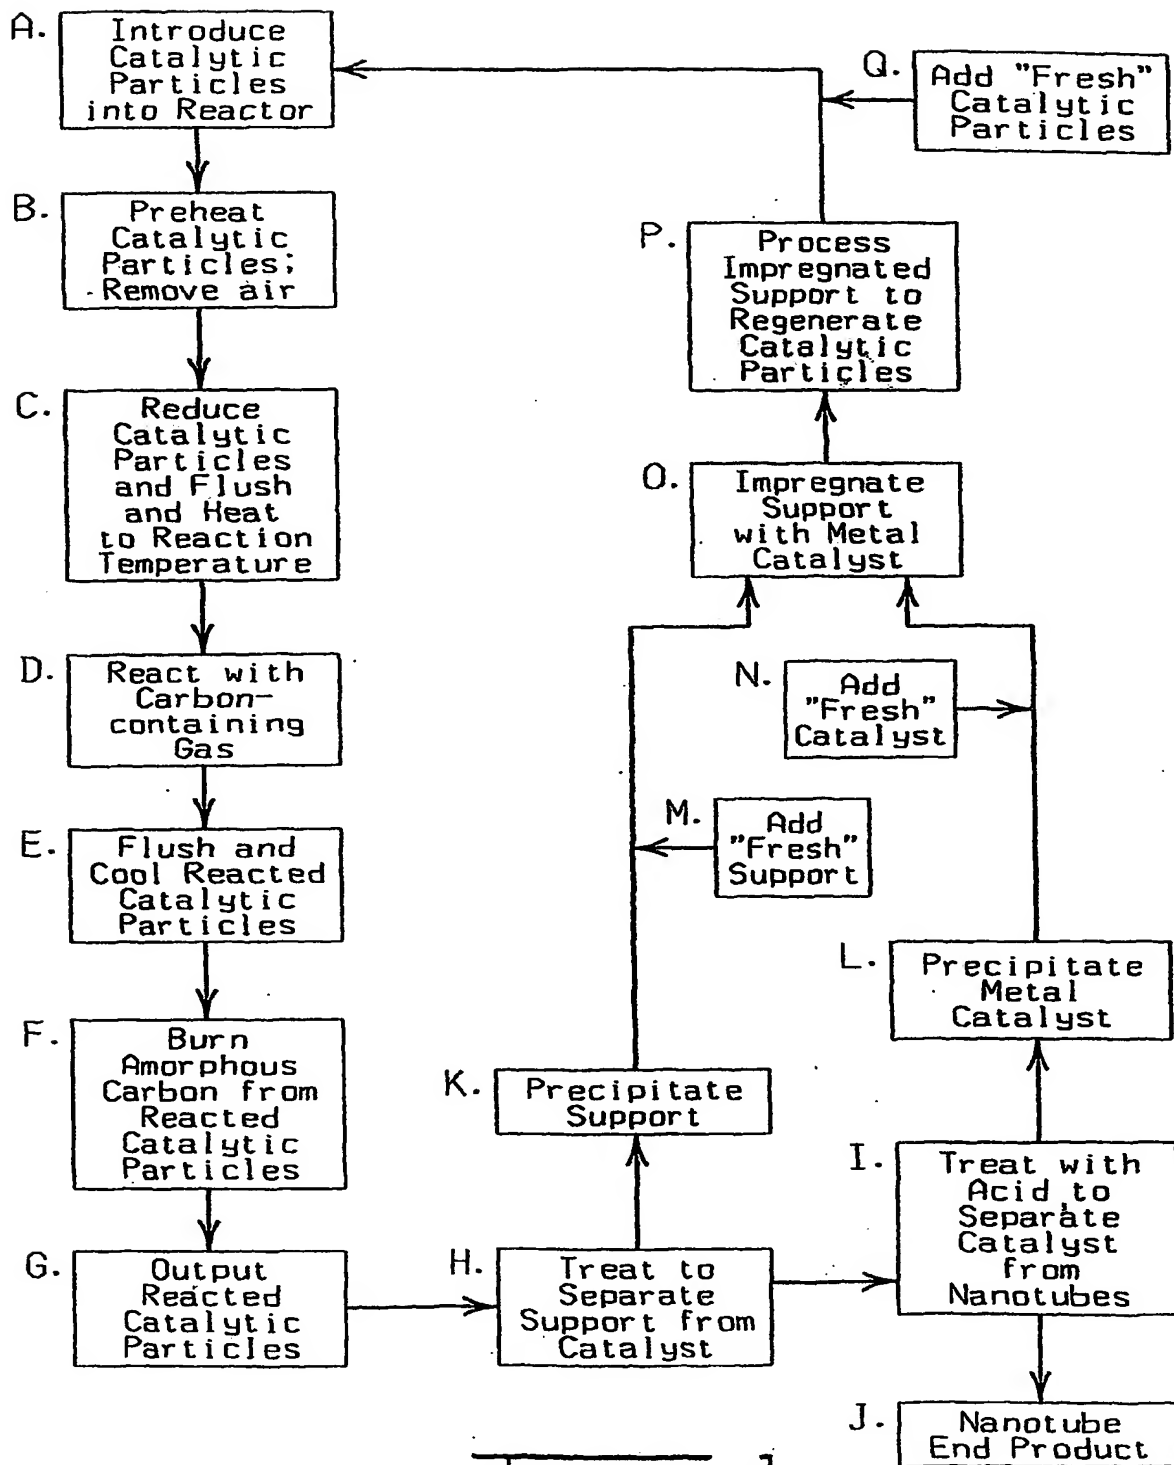 A.
Introduce
Catalytic
Particles
into Reactor
B.
Preheat
Catalytic
Particles;
Remove air
C.
Reduce
Catalytic
Particles
and Flush
and Heat
to Reaction
Temperature
D.
React with
Carbon-
containing
Gas
E.
Flush and
Cool Reacted
Catalytic
Particles
F.
Burn
Amorphous
Carbon from
Reacted
Catalytic
Particles
G.
Output
Reacted
Catalytic
Particles
H.
Treat to
Separate
Support from
Catalyst
I.
Treat with
Acid to
Separate
Catalyst
from
Nanotubes
J.
Nanotube
End Product
K.
Precipitate
Support
L.
Precipitate
Metal
Catalyst
M.
Add
"Fresh"
Support
N.
Add
"Fresh"
Catalyst
O.
Impregnate
Support
with Metal
Catalyst
P.
Process
Impregnated
Support to
Regenerate
Catalytic
Particles
Q.
Add "Fresh"
Catalytic
Particles